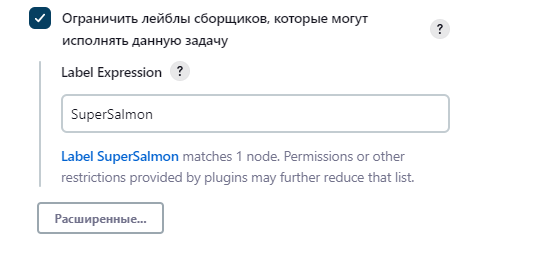 Ограничить лейблы сборщиков, которые могут
исполнять данную задачу
?
Label Expression ?
SuperSalmon
Label SuperSalmon matches 1 node. Permissions or other
restrictions provided by plugins may further reduce that list.
Расширенные...